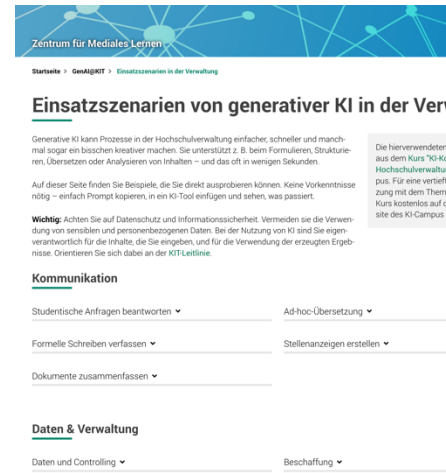 Zentrum für Mediales Lernen
Startseite > GenAI@KIT > Einsatzszenarien in der Verwaltung
Einsatzszenarien von generativer KI in der Ver
Generative KI kann Prozesse in der Hochschulverwaltung einfacher, schneller und manch-
mal sogar ein bisschen kreativer machen. Sie unterstützt z. B. beim Formulieren, Strukturie-
ren, Übersetzen oder Analysieren von Inhalten – und das oft in wenigen Sekunden.
Auf dieser Seite finden Sie Beispiele, die Sie direkt ausprobieren können. Keine Vorkenntnisse
nötig – einfach Prompt kopieren, in ein KI-Tool einfügen und sehen, was passiert.
Wichtig: Achten Sie auf Datenschutz und Informationssicherheit. Vermeiden sie die Verwen-
dung von sensiblen und personenbezogenen Daten. Bei der Nutzung von KI sind Sie eigen-
verantwortlich für die Inhalte, die Sie eingeben, und für die Verwendung der erzeugten Ergeb-
nisse. Orientieren Sie sich dabei an der KIT-Leitlinie.
Die hierverwendeten
aus dem Kurs "KI-Ko
Hochschulverwaltu
pus. Für eine vertieft
zung mit dem Them
Kurs kostenlos auf d
site des KI-Campus
Kommunikation
Studentische Anfragen beantworten
Ad-hoc-Übersetzung
Formelle Schreiben verfassen
Stellenanzeigen erstellen
Dokumente zusammenfassen
Daten & Verwaltung
Daten und Controlling
Beschaffung